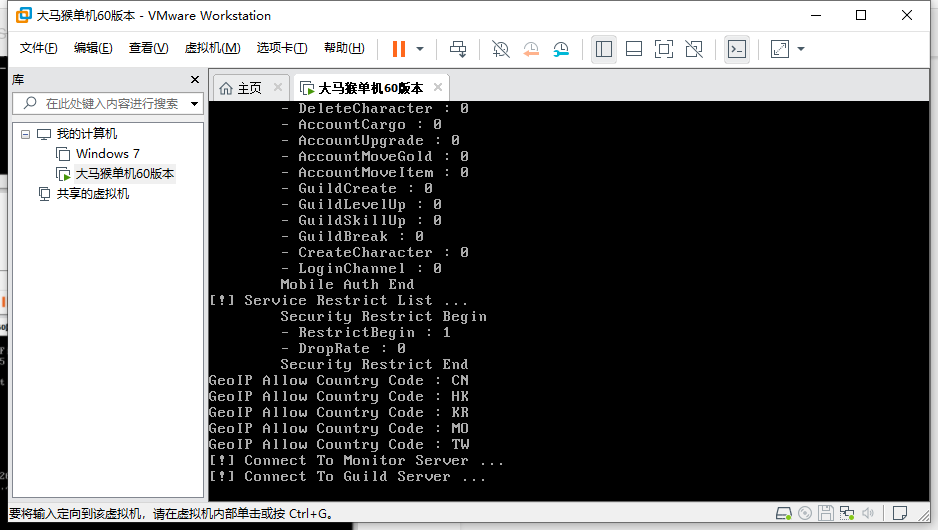 大马猴单机60版本 - VMware Workstation
文件(F) 编辑(E) 查看(V) 虚拟机(M) 选项卡(T) 帮助(H)
库
在此处键入内容进行搜索
我的计算机
Windows 7
大马猴单机60版本
共享的虚拟机
主页
大马猴单机60版本
- DeleteCharacter : 0
- AccountCargo : 0
- AccountUpgrade : 0
- AccountMoveGold : 0
- AccountMoveItem : 0
- GuildCreate : 0
- GuildLevelUp : 0
- GuildSkillUp : 0
- GuildBreak : 0
- CreateCharacter : 0
- LoginChannel : 0
Mobile Auth End
[!] Service Restrict List ...
Security Restrict Begin
- RestrictBegin : 1
- DropRate : 0
Security Restrict End
GeoIP Allow Country Code : CN
GeoIP Allow Country Code : HK
GeoIP Allow Country Code : KR
GeoIP Allow Country Code : MO
GeoIP Allow Country Code : TW
[!] Connect To Monitor Server ...
[!] Connect To Guild Server ...
要将输入定向到该虚拟机，请在虚拟机内部单击或按 Ctrl+G。